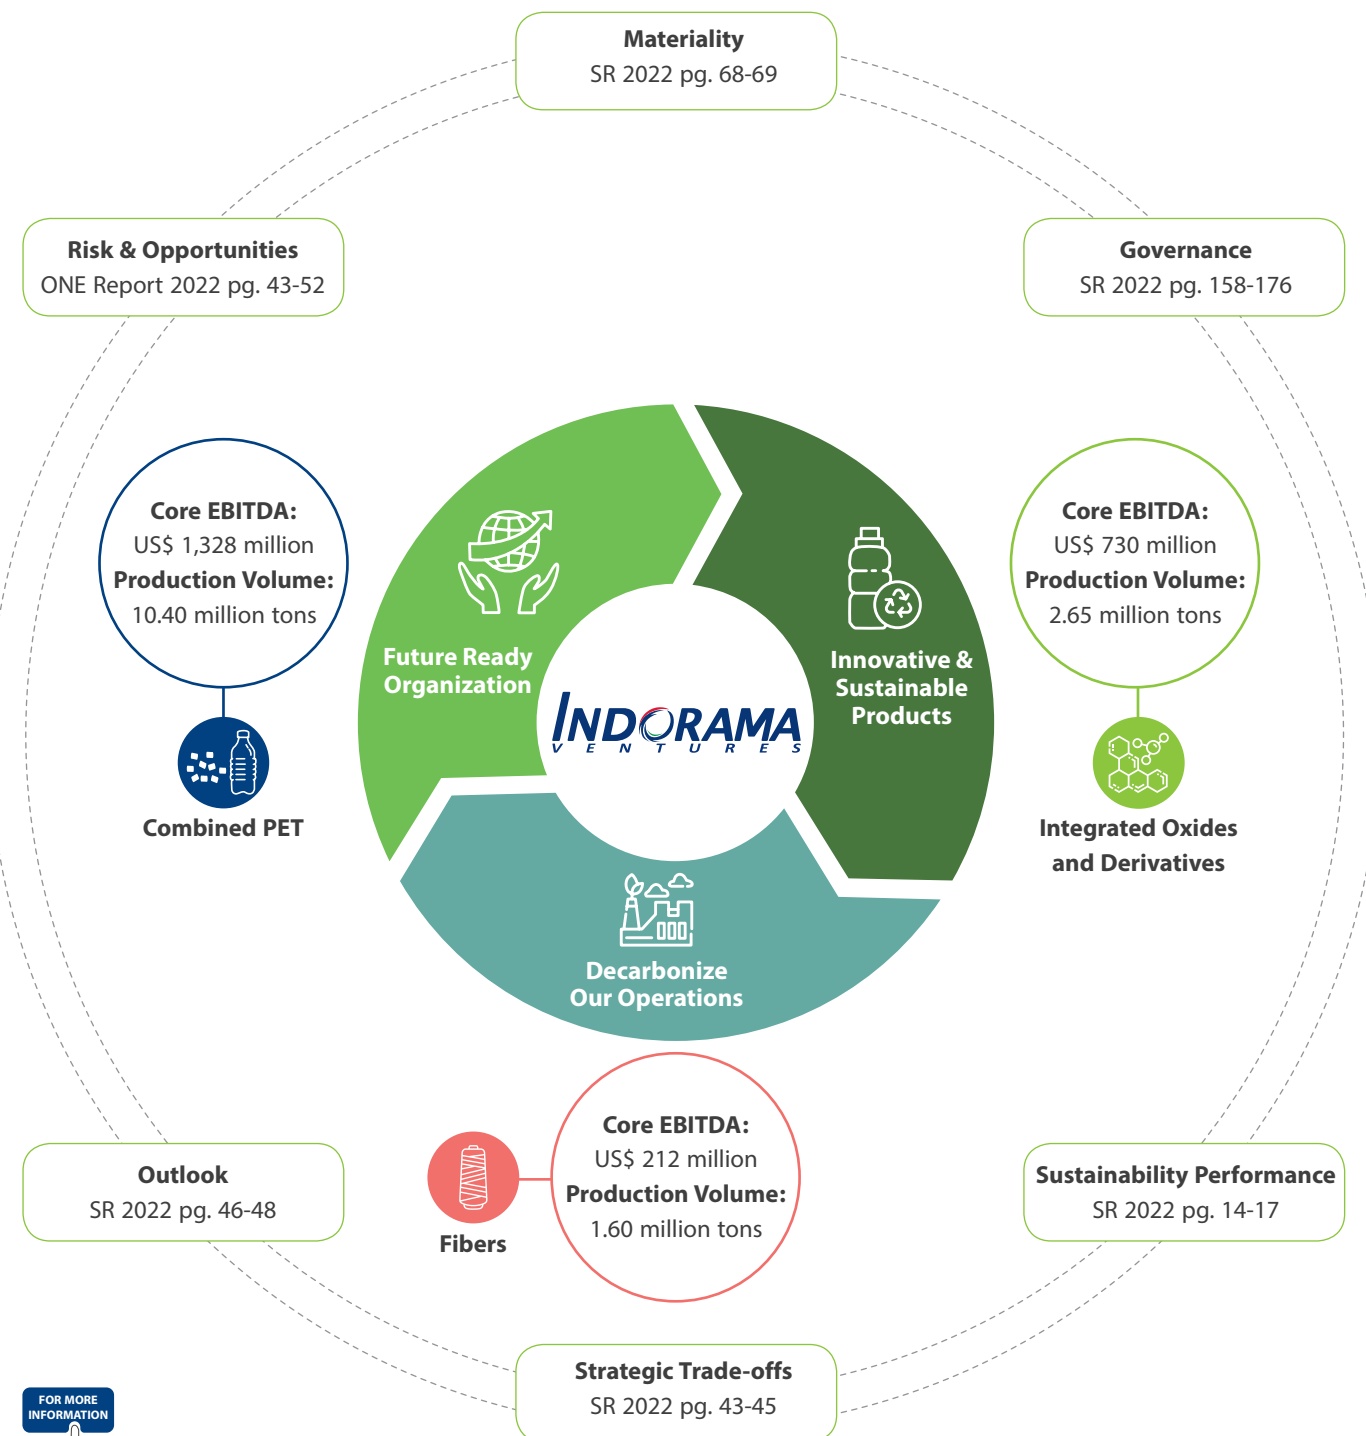 Materiality
SR 2022 pg. 68-69
Risk & Opportunities
ONE Report 2022 pg. 43-52
Governance
SR 2022 pg. 158-176
Core EBITDA:
US$ 1,328 million
Production Volume:
10.40 million tons
Combined PET
Future Ready
Organization
Innovative &
Sustainable
Products
INDORAMA
VENTURES
Decarbonize
Our Operations
Core EBITDA:
US$ 730 million
Production Volume:
2.65 million tons
Integrated Oxides
and Derivatives
Core EBITDA:
US$ 212 million
Production Volume:
1.60 million tons
Fibers
Outlook
SR 2022 pg. 46-48
Sustainability Performance
SR 2022 pg. 14-17
Strategic Trade-offs
SR 2022 pg. 43-45
FOR MORE
INFORMATION